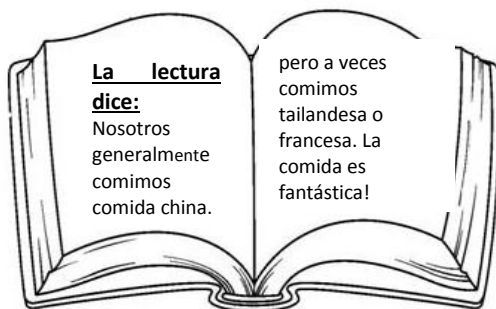 La lectura
dice:
Nosotros
generalmente
comimos
comida china.
pero a veces
comimos
tailandesa o
francesa. La
comida es
fantástica!